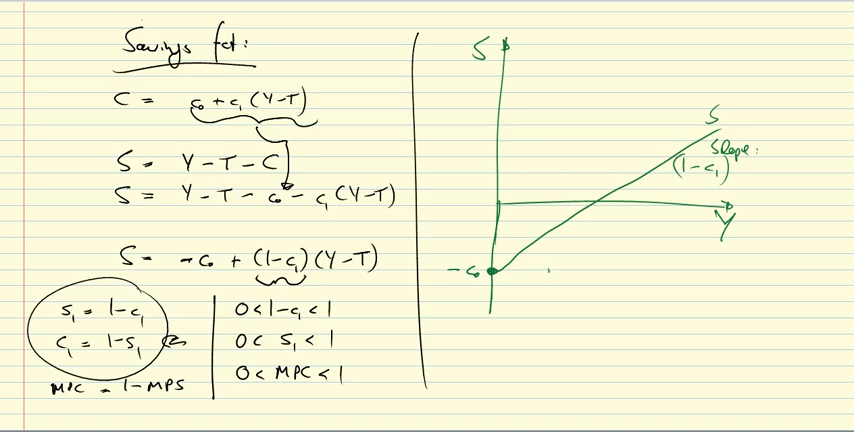 Savings fct:
C = c₀ + c₁ (Y-T)
S = Y - T - C
S = Y - T - c₀ - c₁ (Y-T)
S = -c₀ + (1-c₁) (Y-T)
s₁ = 1-c₁
c₁ = 1-s₁
MPC = 1-MPS
0 < 1-c₁ < 1
0 < s₁ < 1
0 < MPC < 1
S
S
Slope:
(1-c₁)
Y
-c₀